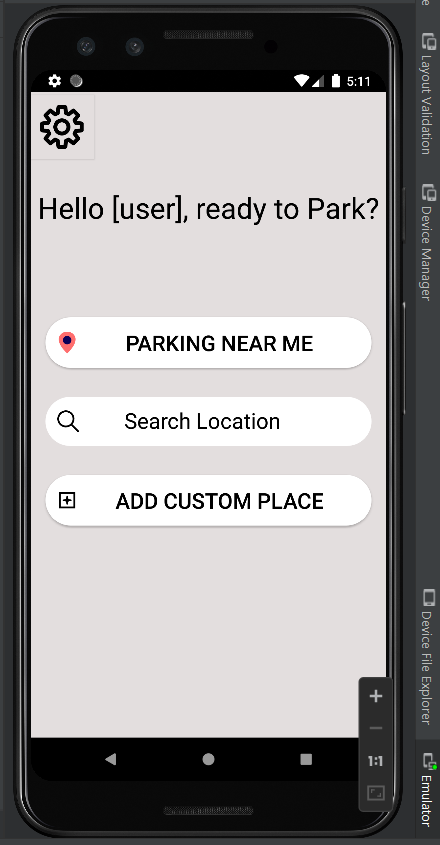 5:11
Hello [user], ready to Park?
PARKING NEAR ME
Search Location
ADD CUSTOM PLACE
1:1
Layout Validation
Device Manager
Device File Explorer
Emulator